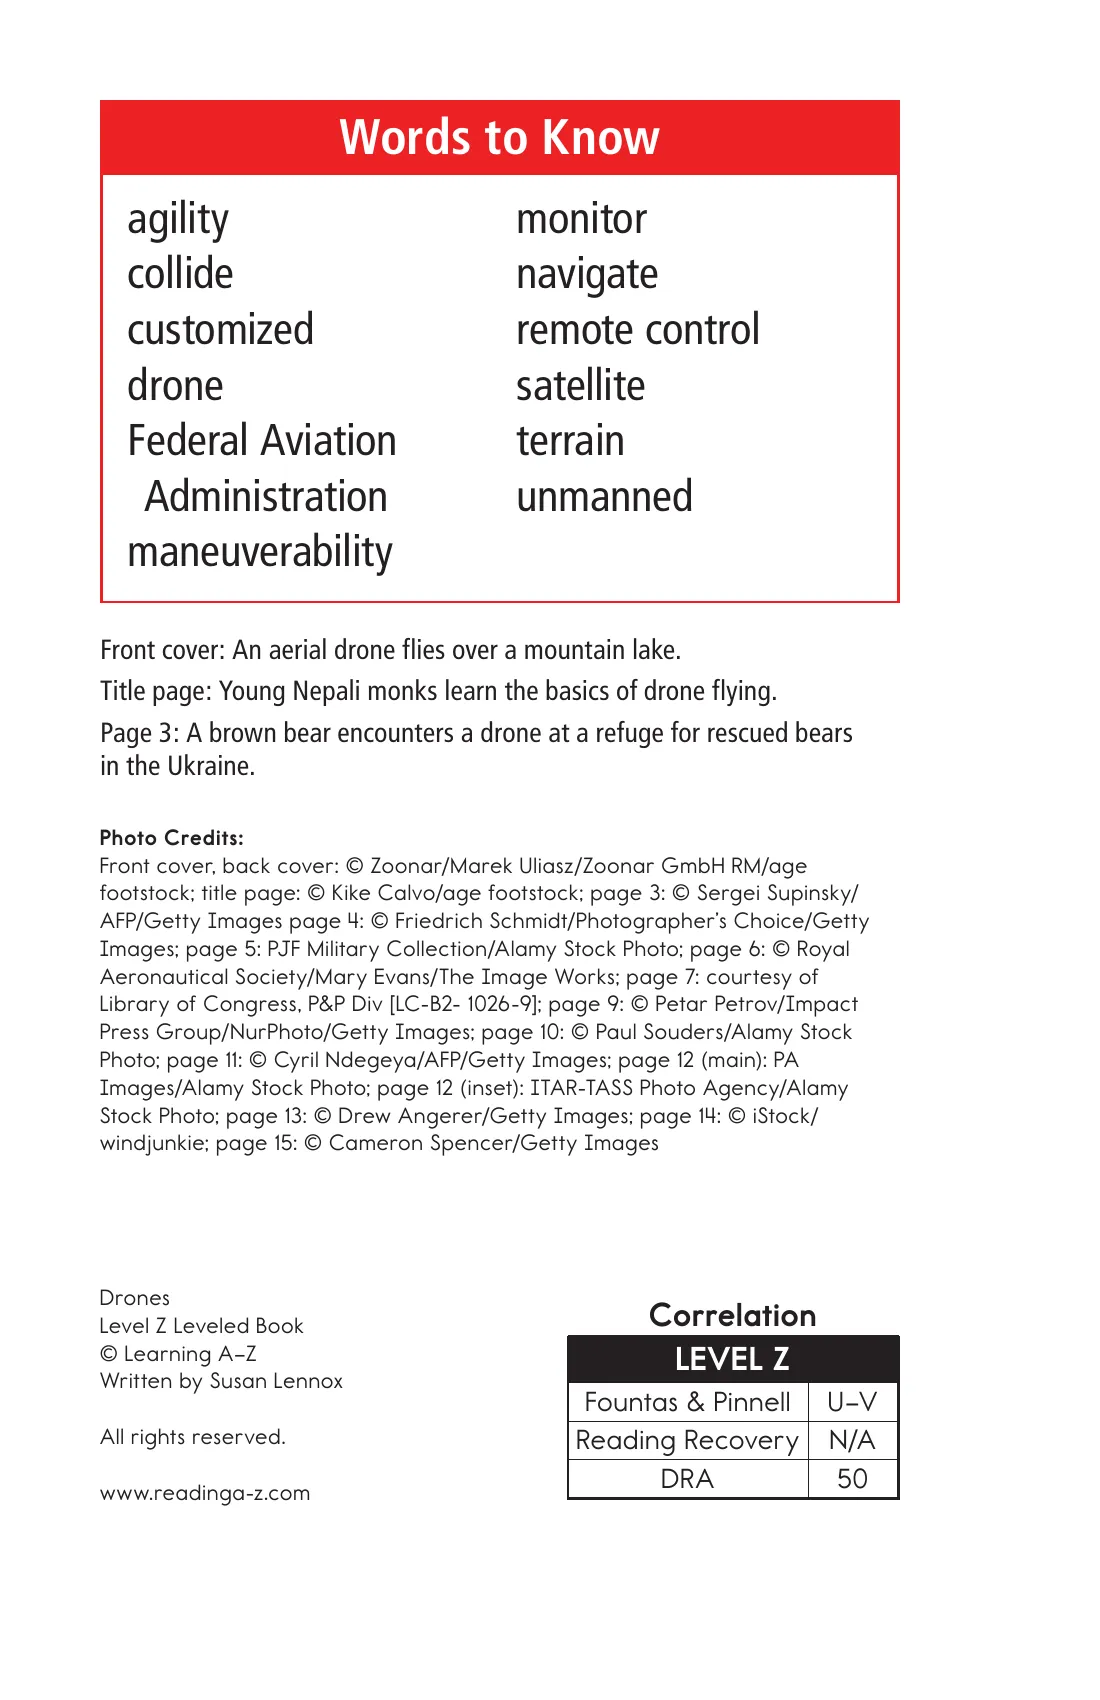 Words to Know
agility
collide
customized
drone
Federal Aviation
Administration
maneuverability
monitor
navigate
remote control
satellite
terrain
unmanned
Front cover: An aerial drone flies over a mountain lake.
Title page: Young Nepali monks learn the basics of drone flying.
Page 3: A brown bear encounters a drone at a refuge for rescued bears
in the Ukraine.
Photo Credits:
Front cover, back cover: © Zoonar/Marek Uliasz/Zoonar GmbH RM/age
footstock; title page: © Kike Calvo/age footstock; page 3: © Sergei Supinsky/
AFP/Getty Images page 4: © Friedrich Schmidt/Photographer's Choice/Getty
Images; page 5: PJF Military Collection/Alamy Stock Photo; page 6: © Royal
Aeronautical Society/Mary Evans/The Image Works; page 7: courtesy of
Library of Congress, P&P Div [LC-B2- 1026-9]; page 9: © Petar Petrov/Impact
Press Group/NurPhoto/Getty Images; page 10: © Paul Souders/Alamy Stock
Photo; page 11: © Cyril Ndegeya/AFP/Getty Images; page 12 (main): PA
Images/Alamy Stock Photo; page 12 (inset): ITAR-TASS Photo Agency/Alamy
Stock Photo; page 13: © Drew Angerer/Getty Images; page 14: © iStock/
windjunkie; page 15: © Cameron Spencer/Getty Images
Drones
Level Z Leveled Book
© Learning A–Z
Written by Susan Lennox
All rights reserved.
www.readinga-z.com
Correlation
LEVEL Z
Fountas & Pinnell U–V
Reading Recovery N/A
DRA 50